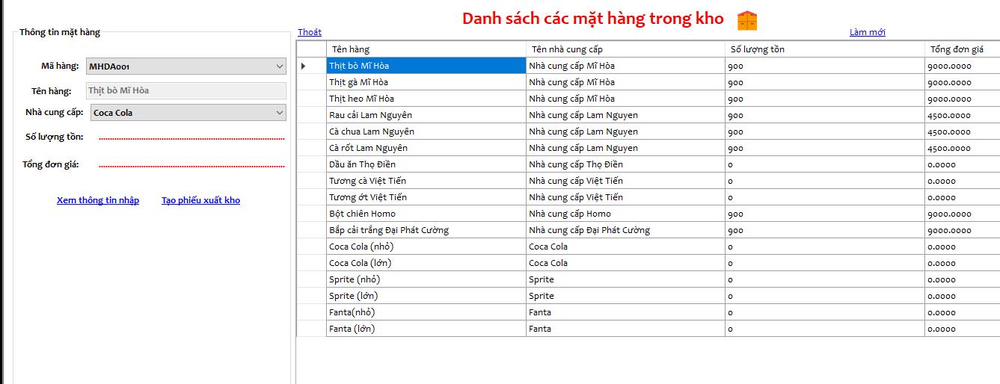 Danh sách các mặt hàng trong kho
Thông tin mặt hàng
Mã hàng: MHDA001
Tên hàng: Thịt bò Mĩ Hòa
Nhà cung cấp: Coca Cola
Số lượng tồn: ........................................................................
Tổng đơn giá: ........................................................................
Xem thông tin nhập Tạo phiếu xuất kho
Thoát Làm mới
Tên hàng Tên nhà cung cấp Số lượng tồn Tổng đơn giá
Thịt bò Mĩ Hòa Nhà cung cấp Mĩ Hòa 900 9000.0000
Thịt gà Mĩ Hòa Nhà cung cấp Mĩ Hòa 900 9000.0000
Thịt heo Mĩ Hòa Nhà cung cấp Mĩ Hòa 900 9000.0000
Rau cải Lam Nguyên Nhà cung cấp Lam Nguyen 900 4500.0000
Cà chua Lam Nguyên Nhà cung cấp Lam Nguyen 900 4500.0000
Cà rốt Lam Nguyên Nhà cung cấp Lam Nguyen 900 4500.0000
Dầu ăn Thọ Điền Nhà cung cấp Thọ Điền 0 0.0000
Tương cà Việt Tiến Nhà cung cấp Việt Tiến 0 0.0000
Tương ớt Việt Tiến Nhà cung cấp Việt Tiến 0 0.0000
Bột chiên Homo Nhà cung cấp Homo 900 9000.0000
Bắp cải trắng Đại Phát Cường Nhà cung cấp Đại Phát Cường 900 9000.0000
Coca Cola (nhỏ) Coca Cola 0 0.0000
Coca Cola (lớn) Coca Cola 0 0.0000
Sprite (nhỏ) Sprite 0 0.0000
Sprite (lớn) Sprite 0 0.0000
Fanta(nhỏ) Fanta 0 0.0000
Fanta (lớn) Fanta 0 0.0000